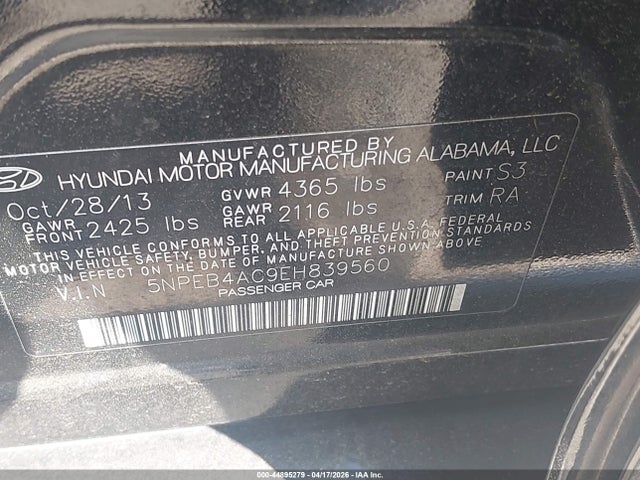 MANUFACTURED BY
HYUNDAI MOTOR MANUFACTURING ALABAMA, LLC
Oct/28/13 GVWR 4365 lbs PAINT S3
GAWR FRONT 2425 lbs GAWR REAR 2116 lbs TRIM RA
THIS VEHICLE CONFORMS TO ALL APPLICABLE U.S.A. FEDERAL
MOTOR VEHICLE SAFETY, BUMPER, AND THEFT PREVENTION STANDARDS
IN EFFECT ON THE DATE OF MANUFACTURE SHOWN ABOVE.
V.I.N 5NPEB4AC9EH839560
PASSENGER CAR
000-44895279 - 04/17/2026 - IAA Inc.